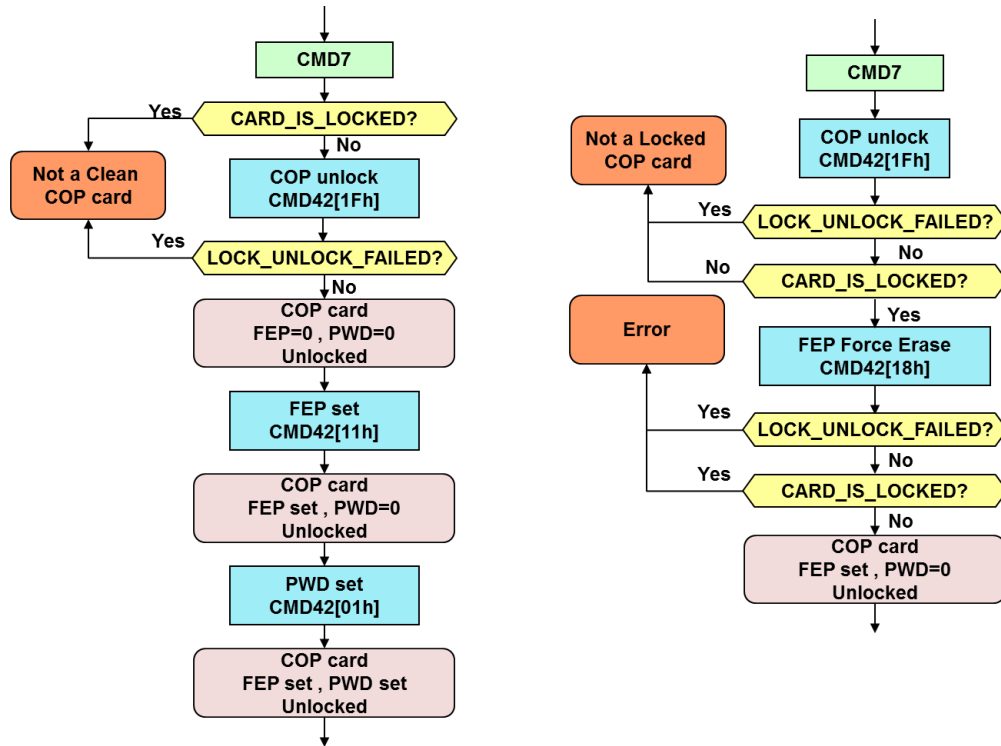 CMD7
CARD_IS_LOCKED?
Yes
No
Not a Clean
COP card
COP unlock
CMD42[1Fh]
Yes
LOCK_UNLOCK_FAILED?
No
COP card
FEP=0 , PWD=0
Unlocked
FEP set
CMD42[11h]
COP card
FEP set , PWD=0
Unlocked
PWD set
CMD42[01h]
COP card
FEP set , PWD set
Unlocked
CMD7
Not a Locked
COP card
COP unlock
CMD42[1Fh]
Yes
LOCK_UNLOCK_FAILED?
No
No
CARD_IS_LOCKED?
Yes
Error
FEP Force Erase
CMD42[18h]
Yes
LOCK_UNLOCK_FAILED?
No
Yes
CARD_IS_LOCKED?
No
COP card
FEP set , PWD=0
Unlocked